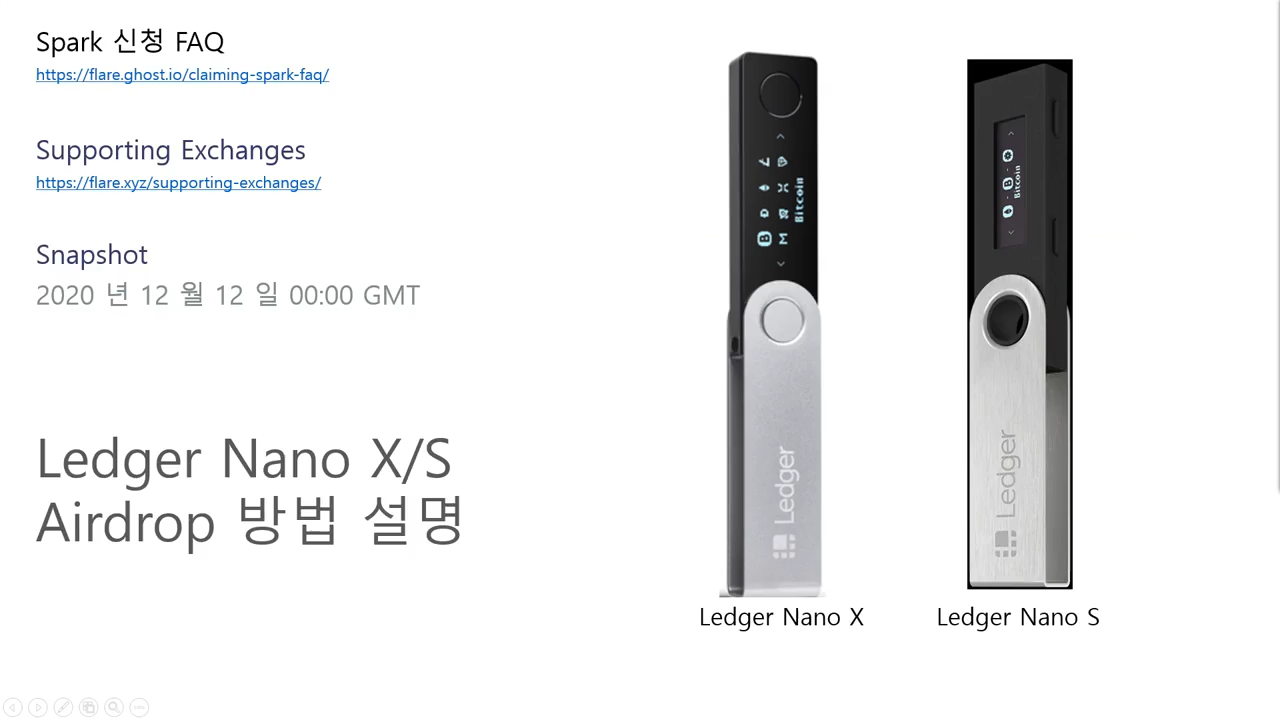 Spark 신청 FAQ
https://flare.ghost.io/claiming-spark-faq/
Supporting Exchanges
https://flare.xyz/supporting-exchanges/
Snapshot
2020 년 12 월 12 일 00:00 GMT
Ledger Nano X/S
Airdrop 방법 설명
Bitcoin
Ledger
Ledger Nano X
Bitcoin
Ledger
Ledger Nano S